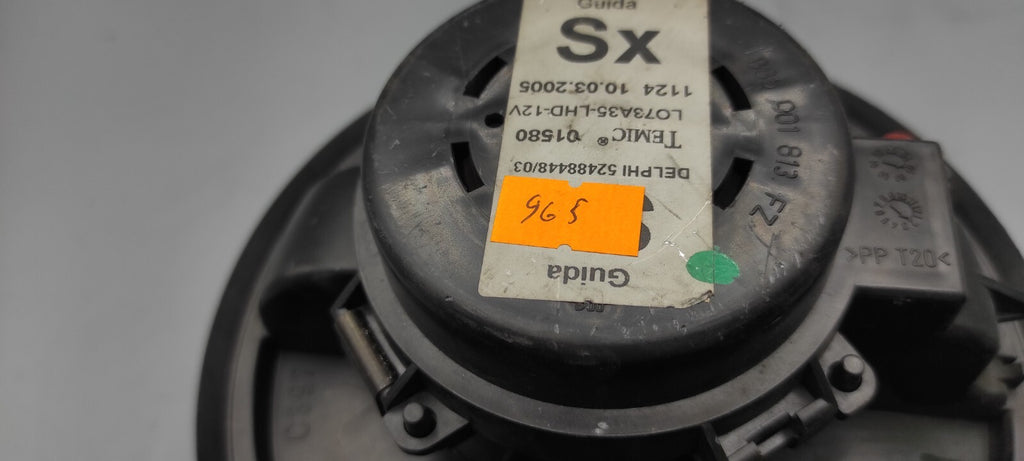 Guida
Sx
1124 10.03.2005
LO73A35-LHD-12V
TEMIC® 01580
DELPHI 52488448/03
965
Guida
001 813 FZ
>PP T20<